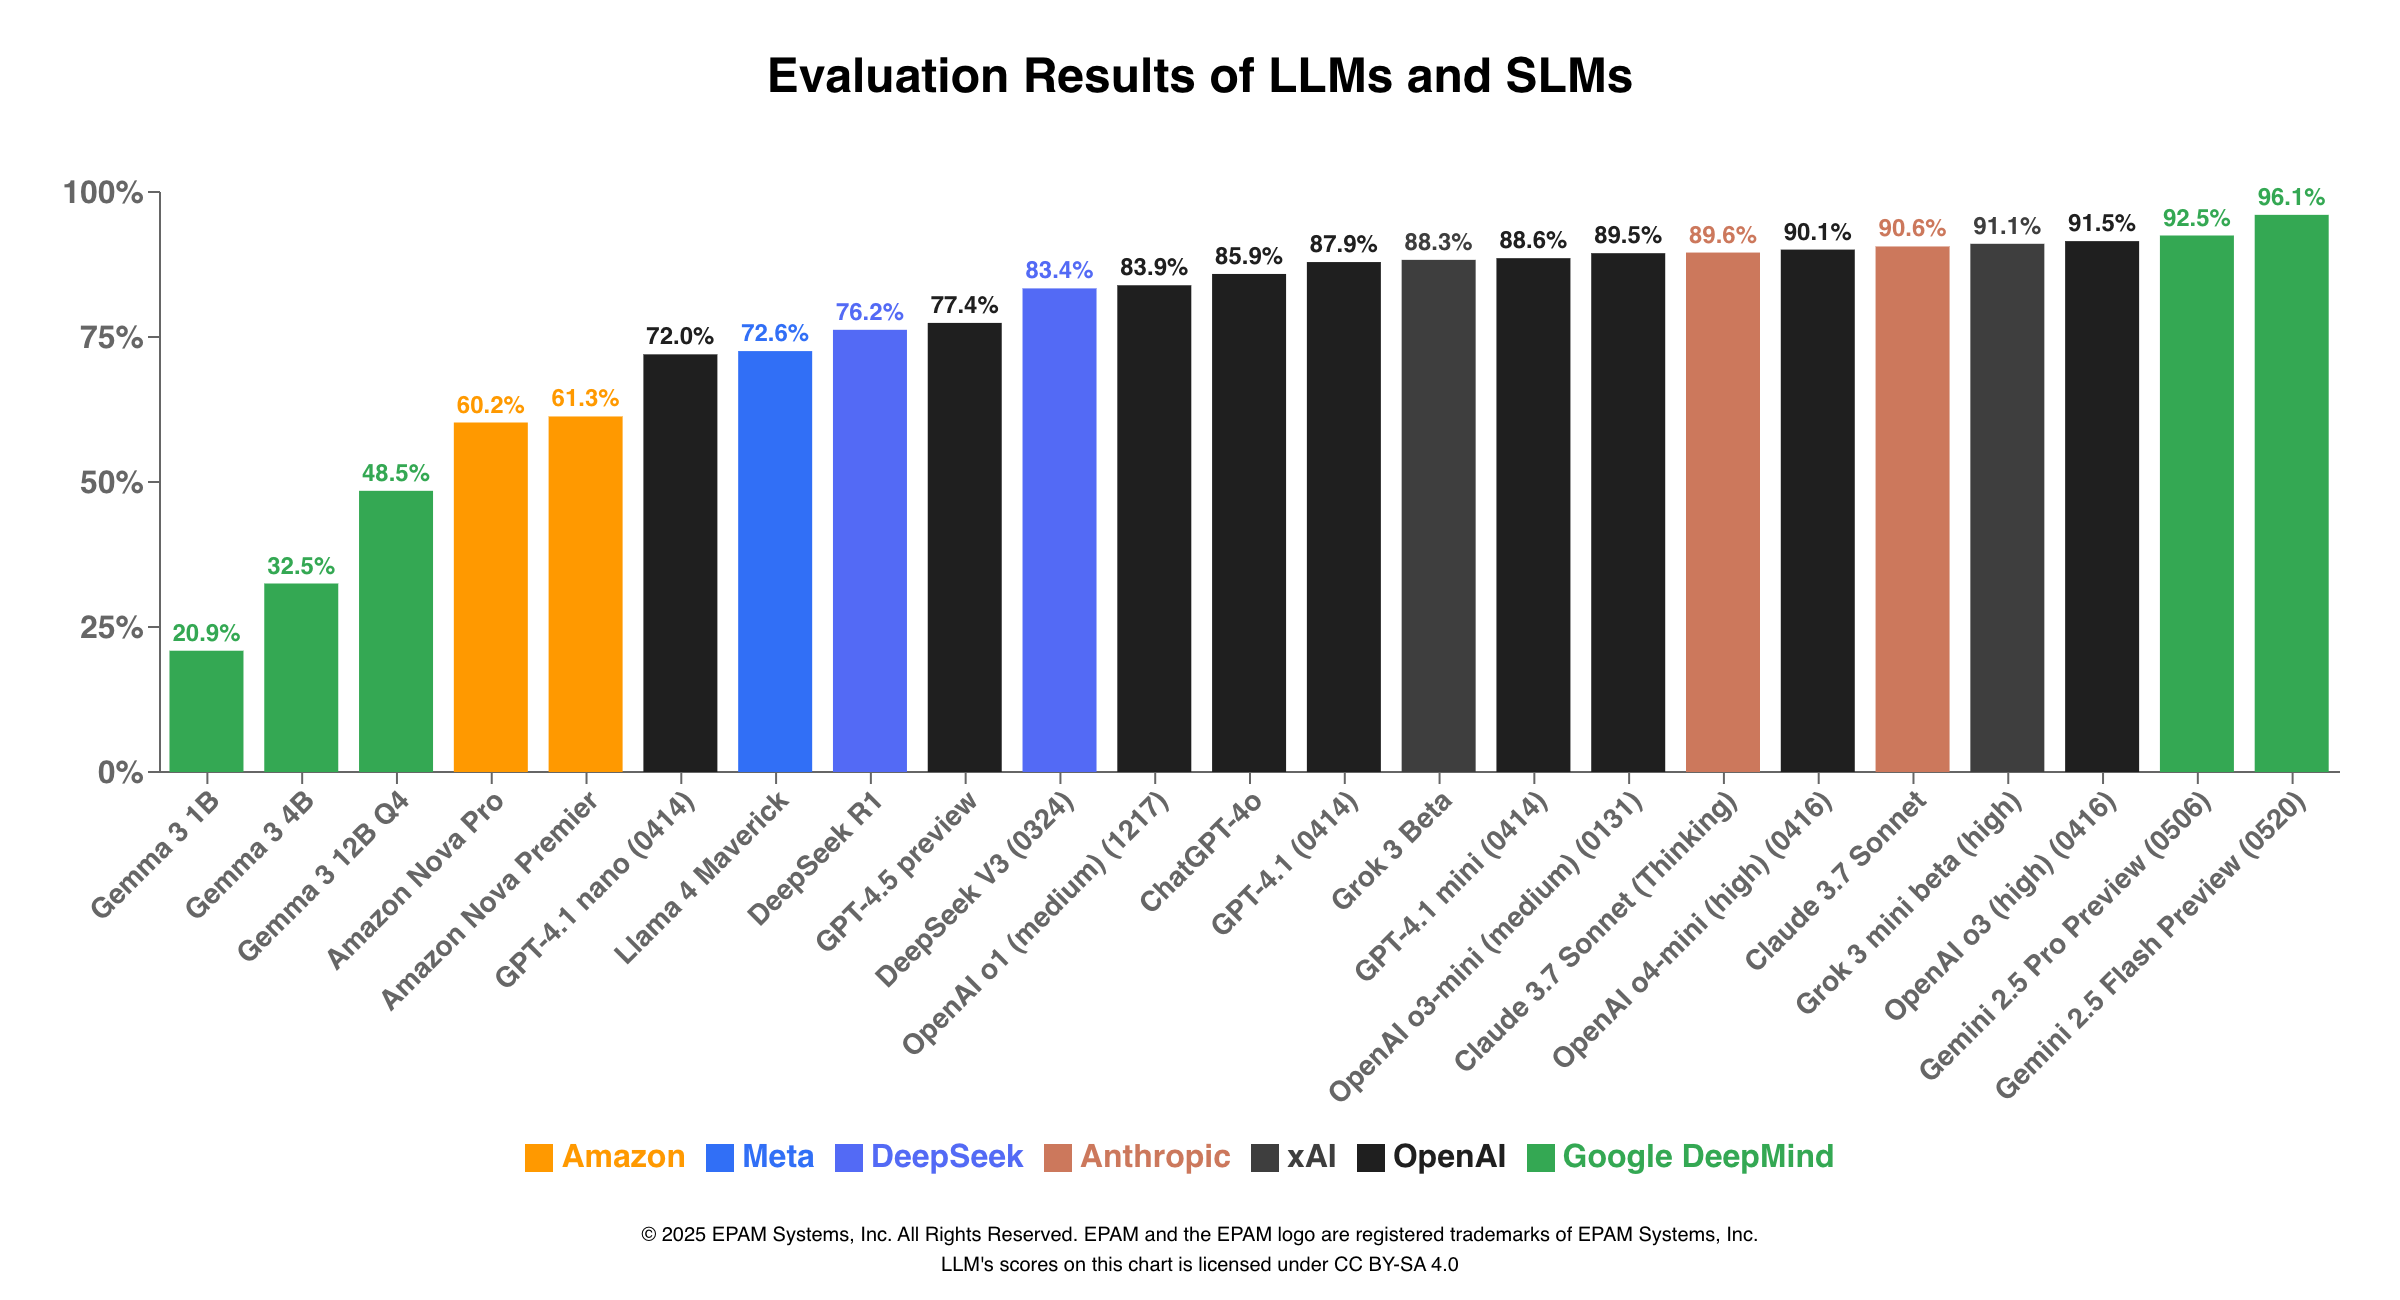 Evaluation Results of LLMs and SLMs
100%
75%
50%
25%
0%
20.9%
32.5%
48.5%
60.2%
61.3%
72.0%
72.6%
76.2%
77.4%
83.4%
83.9%
85.9%
87.9%
88.3%
88.6%
89.5%
89.6%
90.1%
90.6%
91.1%
91.5%
92.5%
96.1%
Gemma 3 1B
Gemma 3 4B
Gemma 3 12B Q4
Amazon Nova Pro
Amazon Nova Premier
GPT-4.1 nano (0414)
Llama 4 Maverick
DeepSeek R1
GPT-4.5 preview
DeepSeek V3 (0324)
OpenAI o1 (medium) (1217)
ChatGPT-4o
GPT-4.1 (0414)
Grok 3 Beta
GPT-4.1 mini (0414)
OpenAI o3-mini (medium) (0131)
Claude 3.7 Sonnet (Thinking)
OpenAI o4-mini (high) (0416)
Claude 3.7 Sonnet
Grok 3 mini beta (high)
OpenAI o3 (high) (0416)
Gemini 2.5 Pro Preview (0506)
Gemini 2.5 Flash Preview (0520)
Amazon Meta DeepSeek Anthropic xAI OpenAI Google DeepMind
© 2025 EPAM Systems, Inc. All Rights Reserved. EPAM and the EPAM logo are registered trademarks of EPAM Systems, Inc.
LLM's scores on this chart is licensed under CC BY-SA 4.0